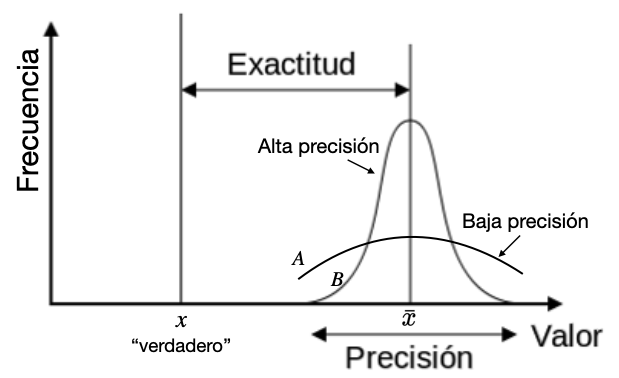 Frecuencia
Exactitud
Alta precisión
Baja precisión
A
B
x
"verdadero"
x̄
Valor
Precisión